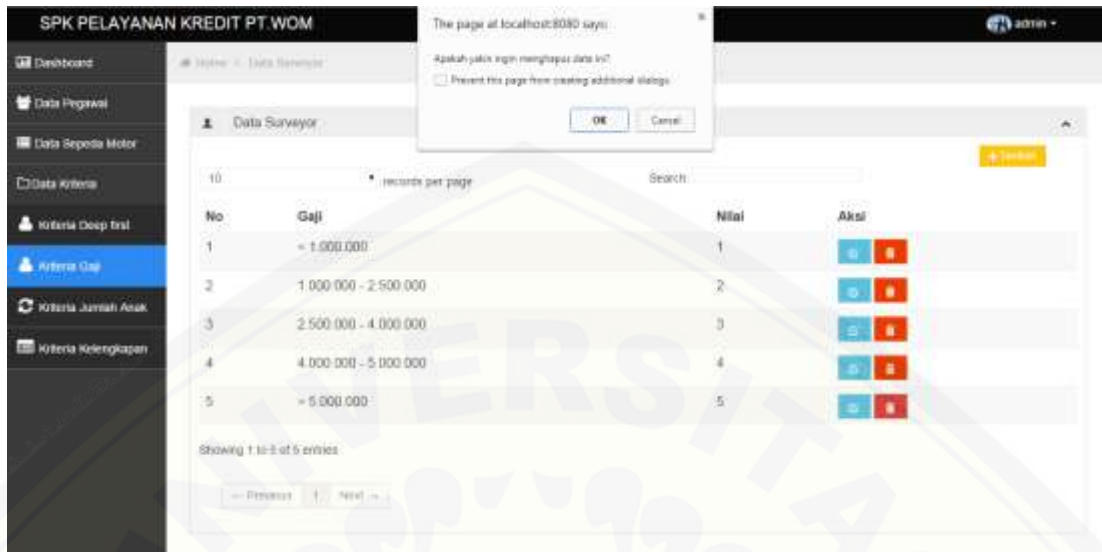 SPK PELAYANAN KREDIT PT.WOM
admin
The page at localhost:8080 says:
Apakah yakin ingin menghapus data ini?
Prevent this page from creating additional dialogs.
OK
Cancel
Dashboard
Data Pegawai
Data Sepeda Motor
Data Kriteria
Kriteria Deep first
Kriteria Gaji
Kriteria Jumlah Anak
Kriteria Kelengkapan
Home > Data Surveyor
Data Surveyor
+ Tambah
10 records per page
Search
No Gaji Nilai Aksi
1 = 1.000.000 1
2 1.000.000 - 2.500.000 2
3 2.500.000 - 4.000.000 3
4 4.000.000 - 5.000.000 4
5 = 5.000.000 5
Showing 1 to 5 of 5 entries
← Previous 1 Next →